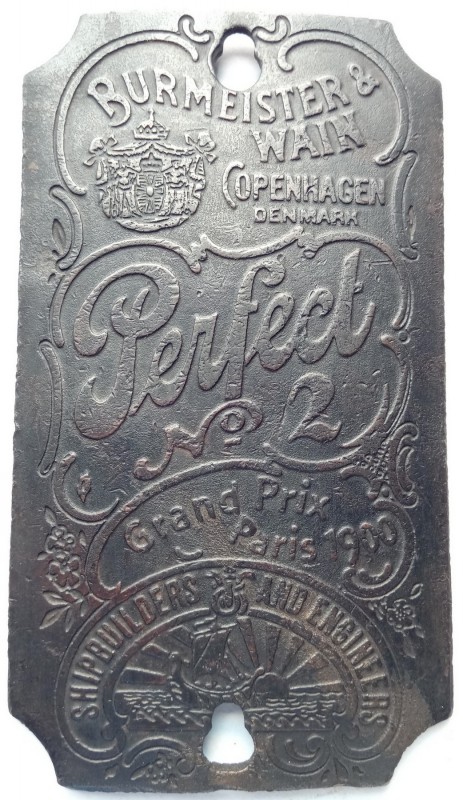 BURMEISTER &
WAIN
COPENHAGEN
DENMARK
Perfect
No 2
Grand Prix
Paris 1900
SHIPBUILDERS AND ENGINEERS